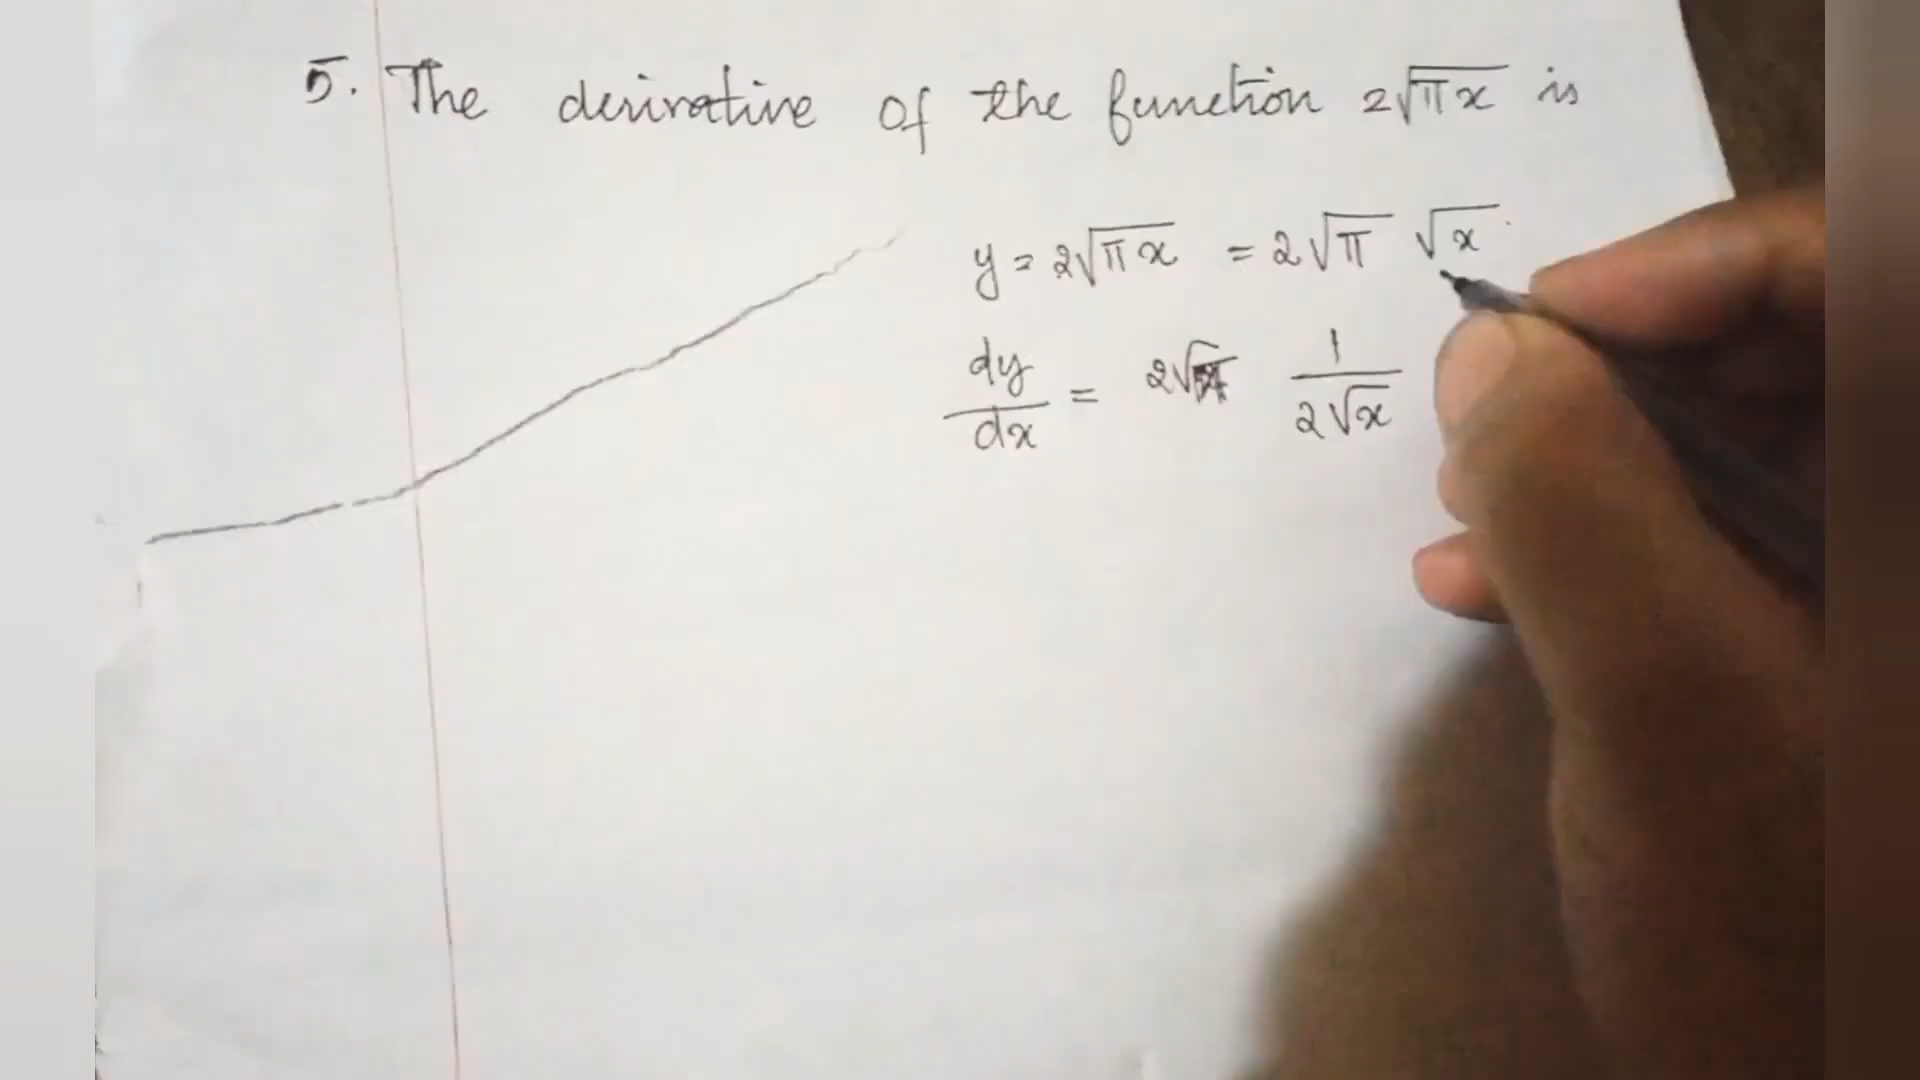 5. The derivative of the function 2√πx is
y = 2√πx = 2√π √x
dy/dx = 2√π 1/2√x